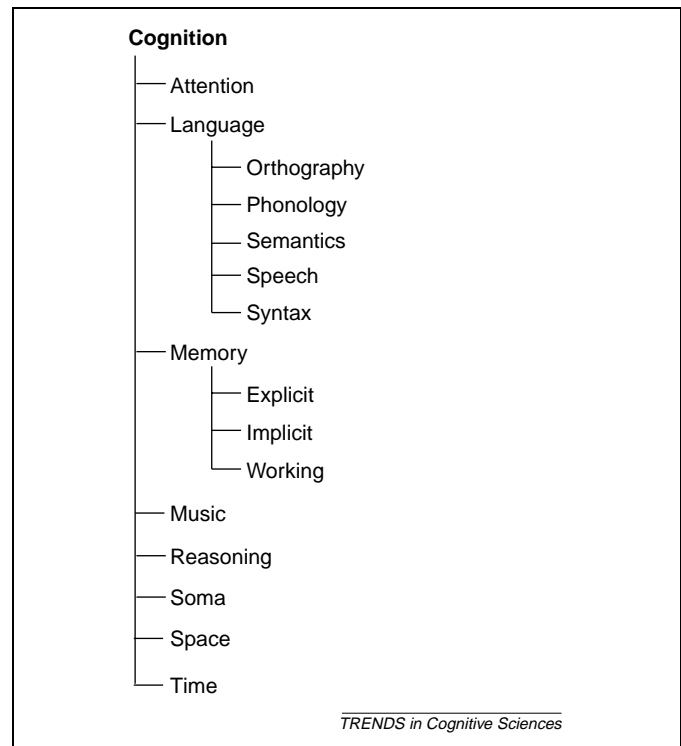 Cognition
Attention
Language
Orthography
Phonology
Semantics
Speech
Syntax
Memory
Explicit
Implicit
Working
Music
Reasoning
Soma
Space
Time
TRENDS in Cognitive Sciences